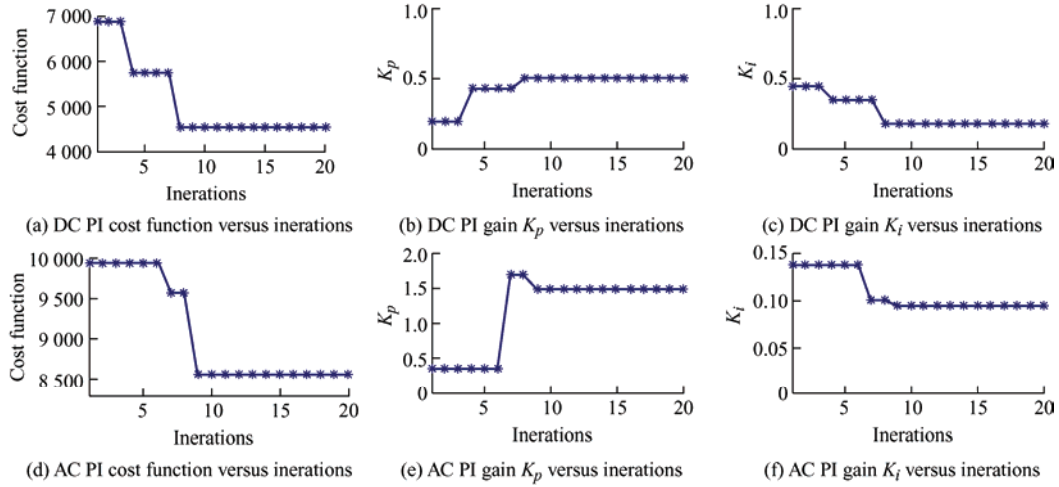 7 000
6 000
5 000
4 000
Cost function
5 10 15 20
Inerations
(a) DC PI cost function versus inerations
1.0
0.5
0
Kp
5 10 15 20
Inerations
(b) DC PI gain Kp versus inerations
1.0
0.5
0
Ki
5 10 15 20
Inerations
(c) DC PI gain Ki versus inerations
10 000
9 500
9 000
8 500
Cost function
5 10 15 20
Inerations
(d) AC PI cost function versus inerations
2.0
1.5
1.0
0.5
0
Kp
5 10 15 20
Inerations
(e) AC PI gain Kp versus inerations
0.15
0.10
0.05
0
Ki
5 10 15 20
Inerations
(f) AC PI gain Ki versus inerations